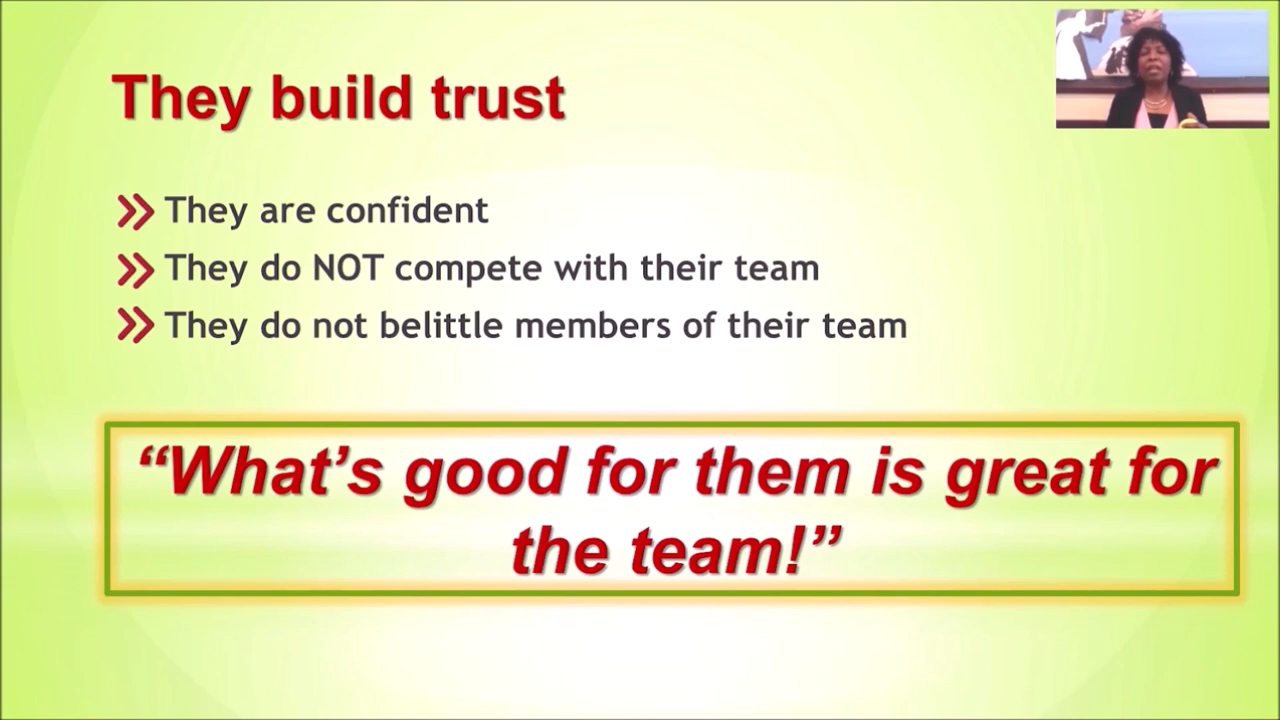 They build trust
They are confident
They do NOT compete with their team
They do not belittle members of their team
“What’s good for them is great for
the team!”